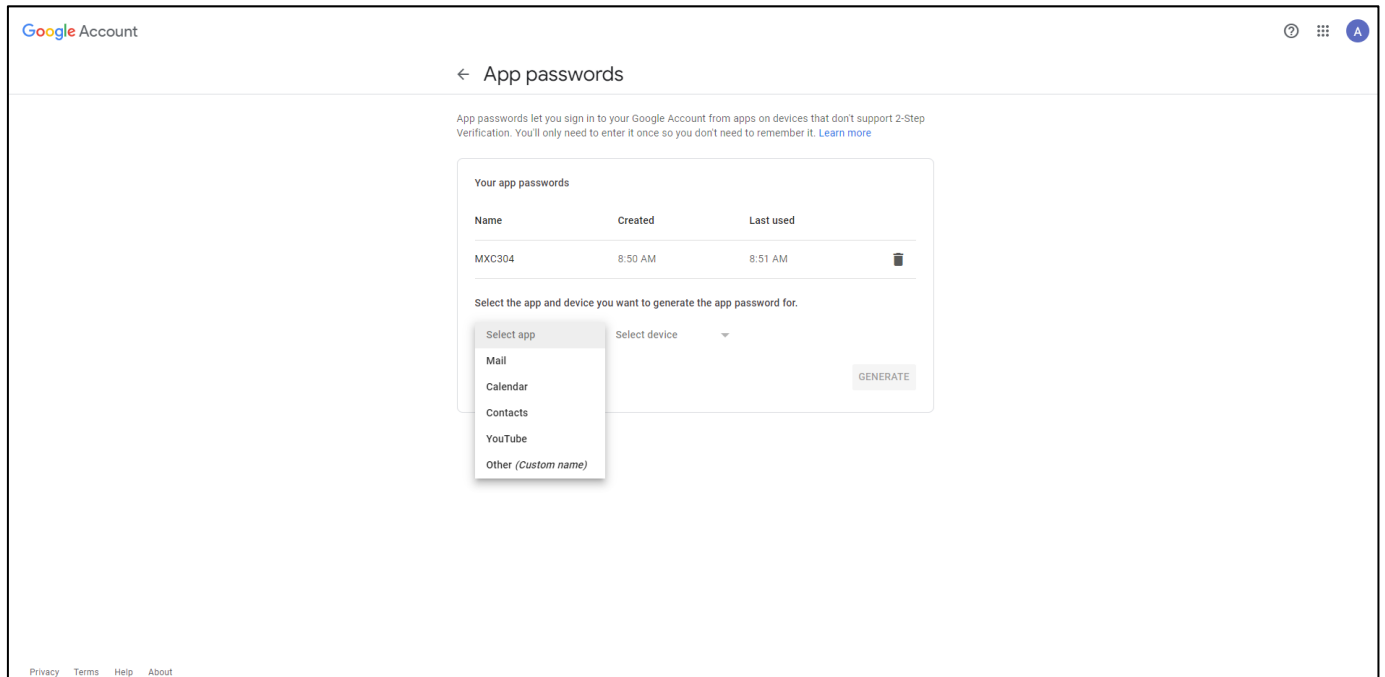 Google Account
A
App passwords
App passwords let you sign in to your Google Account from apps on devices that don't support 2-Step
Verification. You'll only need to enter it once so you don't need to remember it. Learn more
Your app passwords
Name Created Last used
MXC304 8:50 AM 8:51 AM
Select the app and device you want to generate the app password for.
Select app Select device
Mail
GENERATE
Calendar
Contacts
YouTube
Other (Custom name)
Privacy Terms Help About